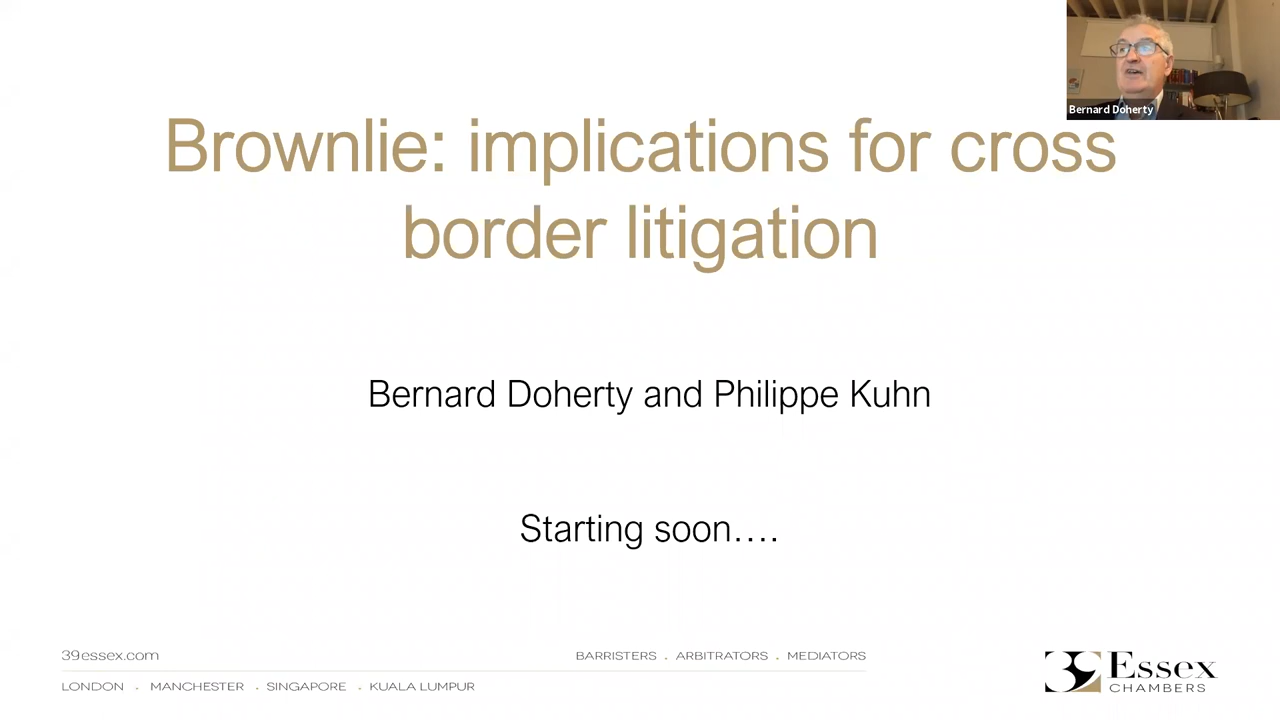 Bernard Doherty
Brownlie: implications for cross
border litigation
Bernard Doherty and Philippe Kuhn
Starting soon….
39essex.com
BARRISTERS . ARBITRATORS . MEDIATORS
LONDON . MANCHESTER . SINGAPORE . KUALA LUMPUR
39 Essex
CHAMBERS